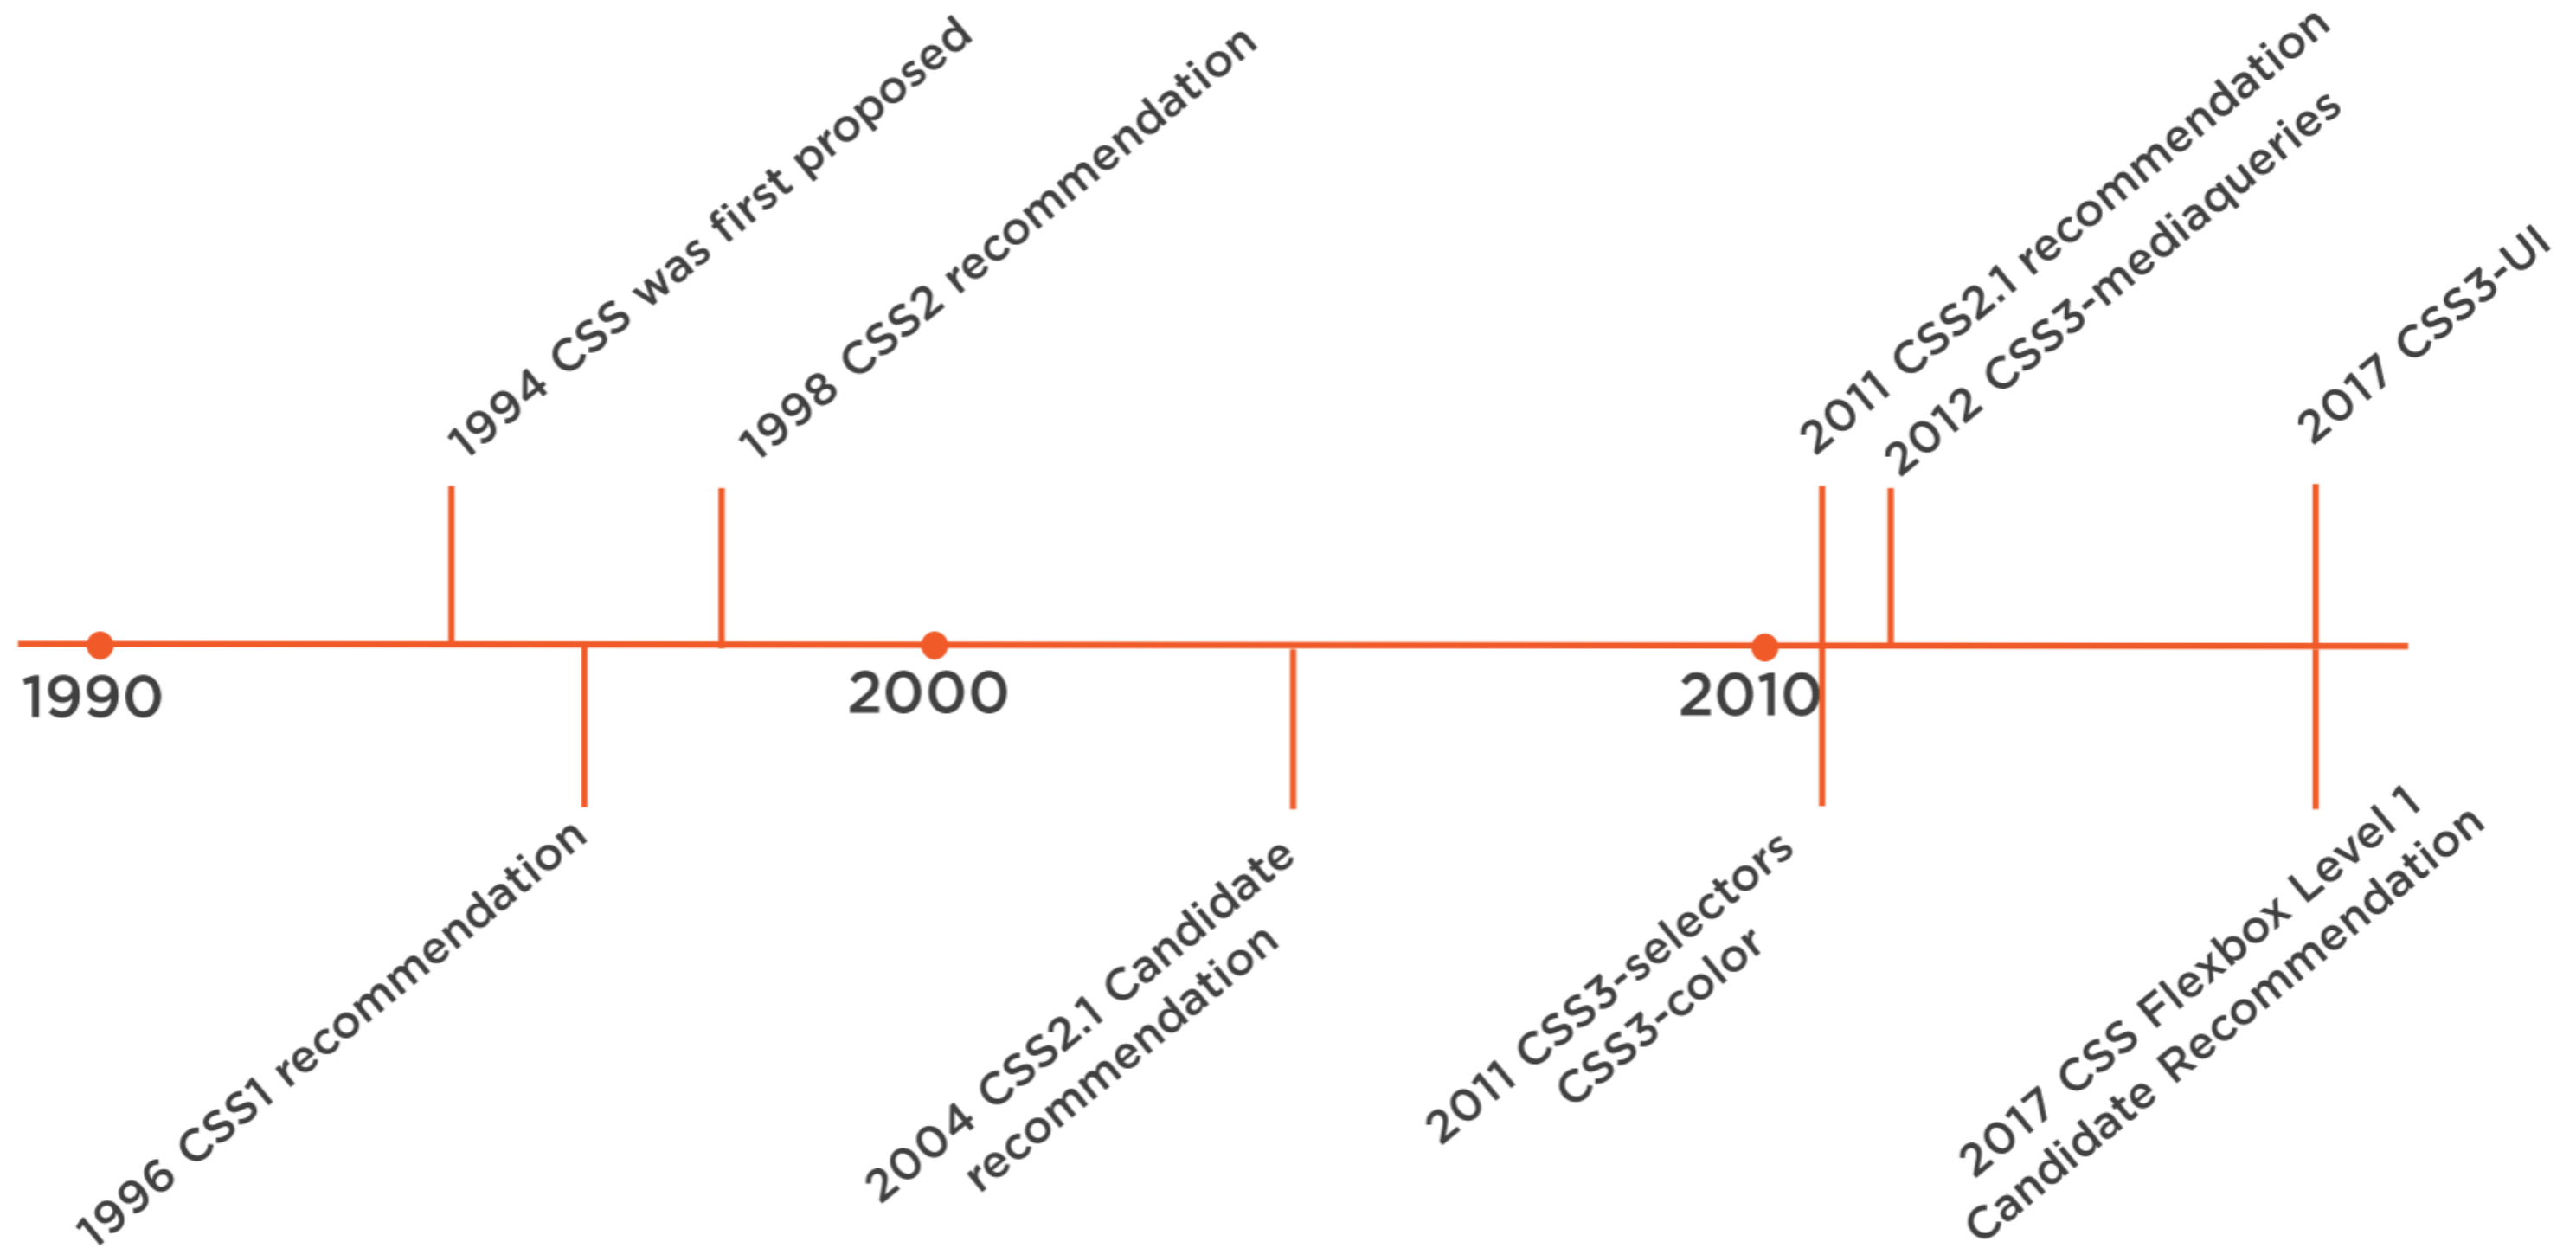 1994 CSS was first proposed
1998 CSS2 recommendation
2011 CSS2.1 recommendation
2012 CSS3-mediaqueries
2017 CSS3-UI
1990
2000
2010
1996 CSS1 recommendation
2004 CSS2.1 Candidate
recommendation
2011 CSS3-selectors
CSS3-color
2017 CSS Flexbox Level 1
Candidate Recommendation